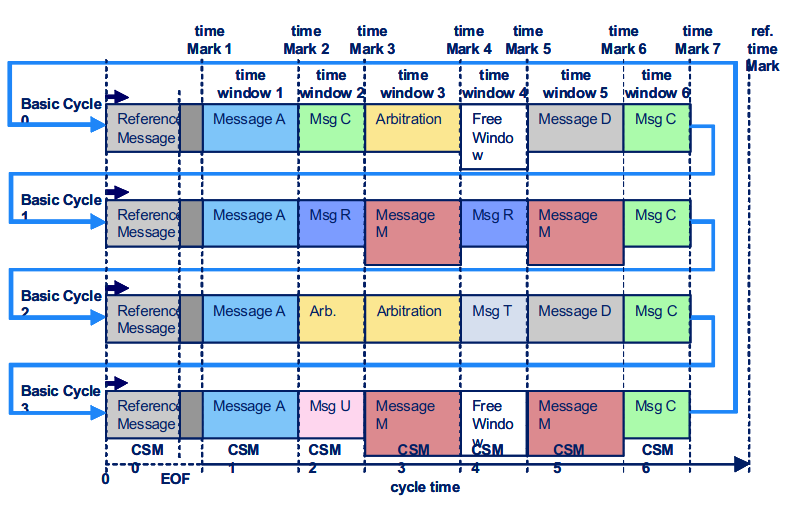 time Mark 1
time Mark 2
time Mark 3
time Mark 4
time Mark 5
time Mark 6
time Mark 7
ref. time Mark
time window 1
time window 2
time window 3
time window 4
time window 5
time window 6
Basic Cycle 0
Reference Message
Message A
Msg C
Arbitration
Free Windo w
Message D
Msg C
Basic Cycle 1
Reference Message
Message A
Msg R
Message M
Msg R
Message M
Msg C
Basic Cycle 2
Reference Message
Message A
Arb.
Arbitration
Msg T
Message D
Msg C
Basic Cycle 3
Reference Message
Message A
Msg U
Message M
Free Windo w
Message M
Msg C
CSM 0
CSM 1
CSM 2
CSM 3
CSM 4
CSM 5
CSM 6
0
EOF
cycle time